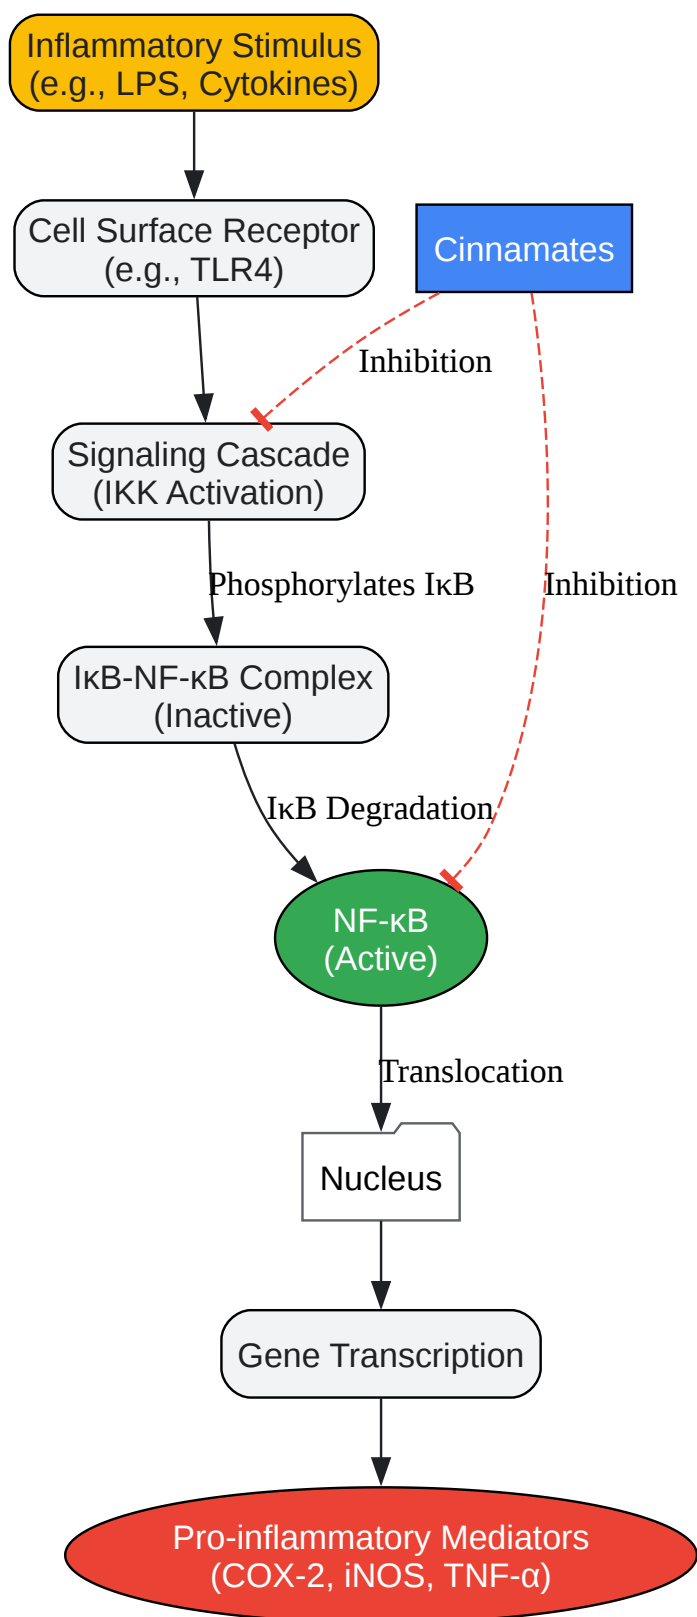 Inflammatory Stimulus
(e.g., LPS, Cytokines)
Cell Surface Receptor
(e.g., TLR4)
Cinnamates
Inhibition
Signaling Cascade
(IKK Activation)
Phosphorylates IκB
Inhibition
IκB-NF-κB Complex
(Inactive)
IκB Degradation
NF-κB
(Active)
Translocation
Nucleus
Gene Transcription
Pro-inflammatory Mediators
(COX-2, iNOS, TNF-α)